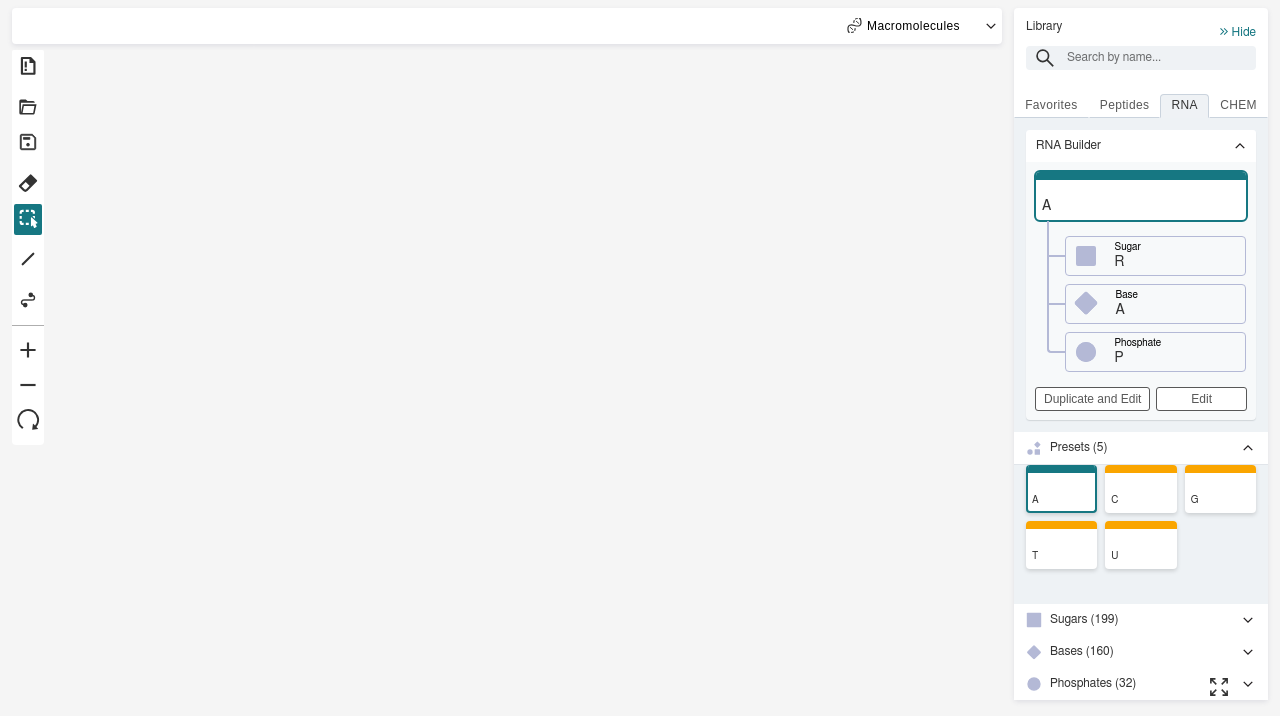 Macromolecules
Library
Hide
Search by name...
Favorites Peptides RNA CHEM
RNA Builder
A
Sugar
R
Base
A
Phosphate
P
Duplicate and Edit Edit
Presets (5)
A C G
T U
Sugars (199)
Bases (160)
Phosphates (32)